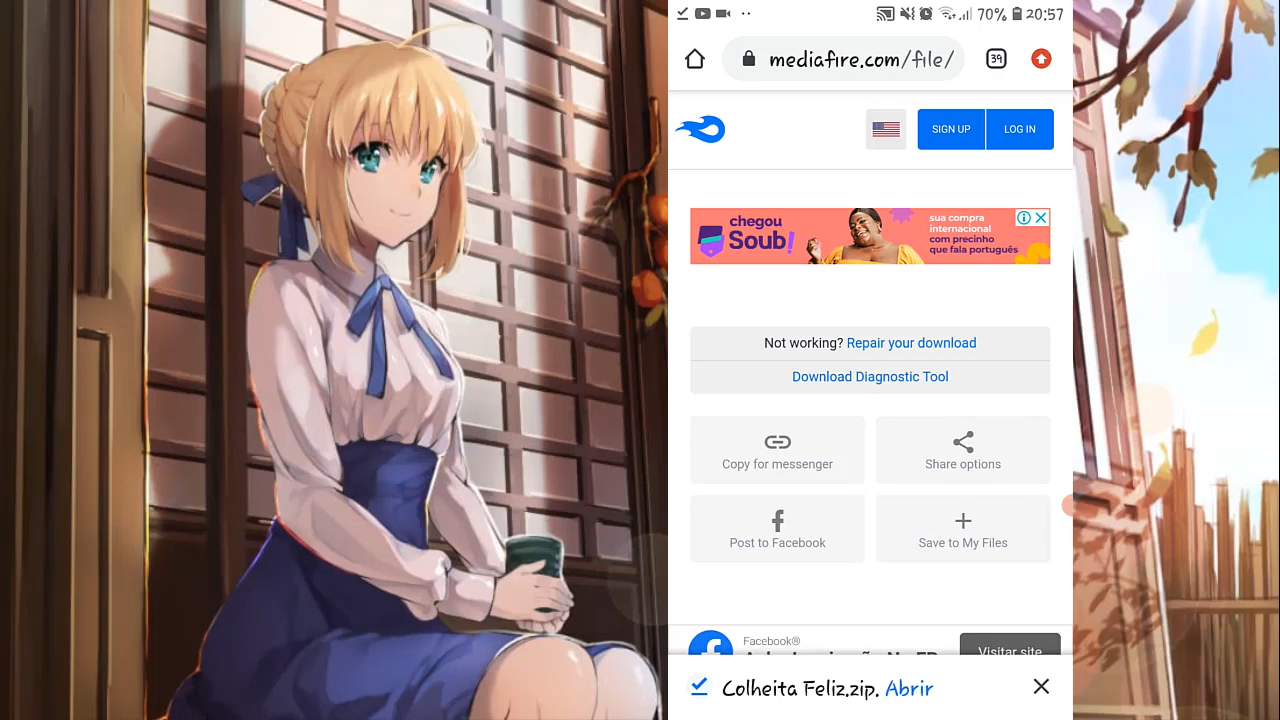 70% 20:57
mediafire.com/file/
39
SIGN UP
LOG IN
chegou
Soub!
sua compra
internacional
com precinho
que fala português
Not working? Repair your download
Download Diagnostic Tool
Copy for messenger
Share options
Post to Facebook
Save to My Files
Facebook®
Visitar site
Colheita Feliz.zip. Abrir